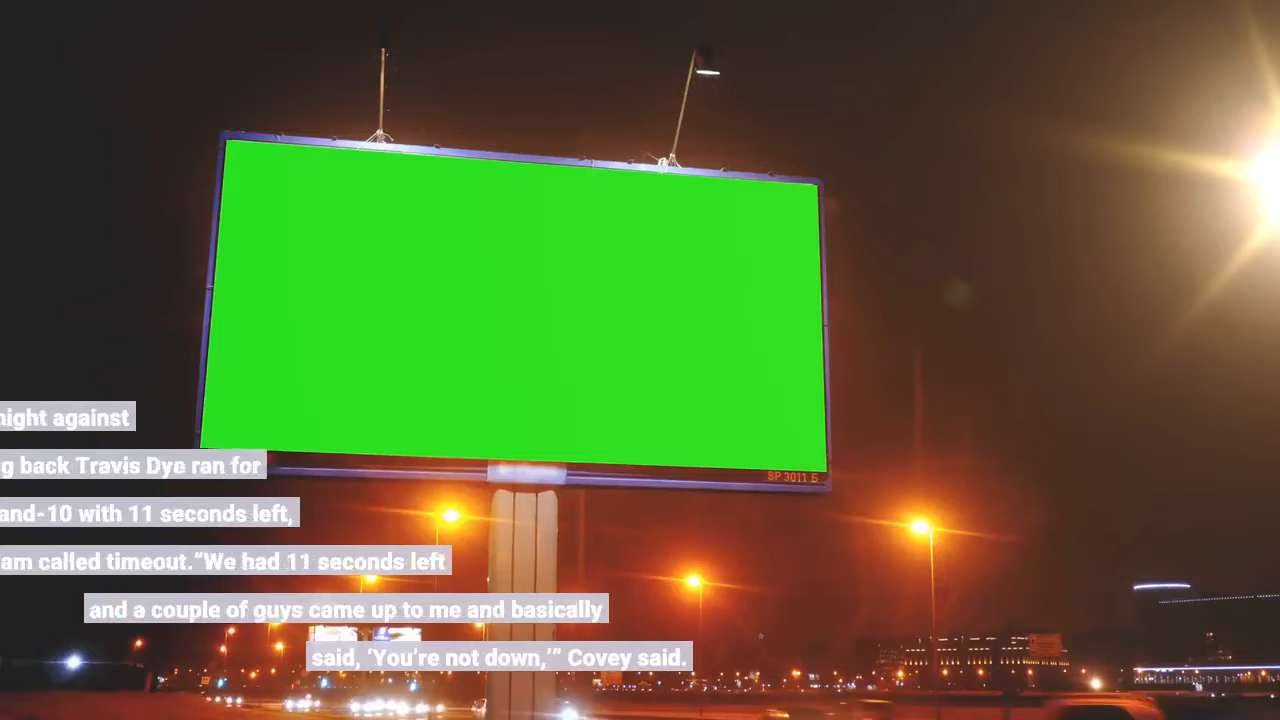 SP 3011 Б
night against
g back Travis Dye ran for
and-10 with 11 seconds left,
am called timeout.“We had 11 seconds left
and a couple of guys came up to me and basically
said, ‘You’re not down,’” Covey said.